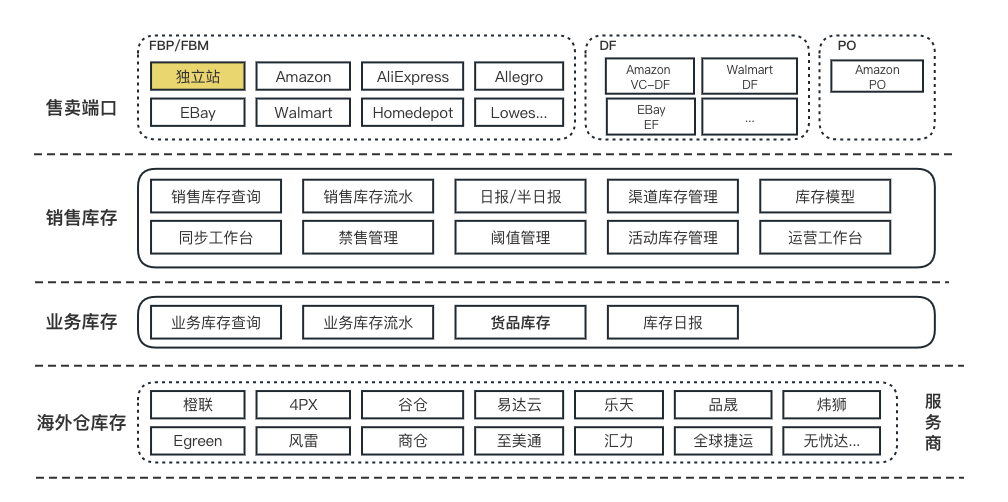 FBP/FBM
独立站
Amazon
AliExpress
Allegro
EBay
Walmart
Homedepot
Lowes...
DF
Amazon
VC-DF
Walmart
DF
EBay
EF
...
PO
Amazon
PO
售卖端口
销售库存
销售库存查询
销售库存流水
日报/半日报
渠道库存管理
库存模型
同步工作台
禁售管理
阈值管理
活动库存管理
运营工作台
业务库存
业务库存查询
业务库存流水
货品库存
库存日报
海外仓库存
橙联
4PX
谷仓
易达云
乐天
品晟
炜狮
Egreen
风雷
商仓
至美通
汇力
全球捷运
无忧达...
服
务
商